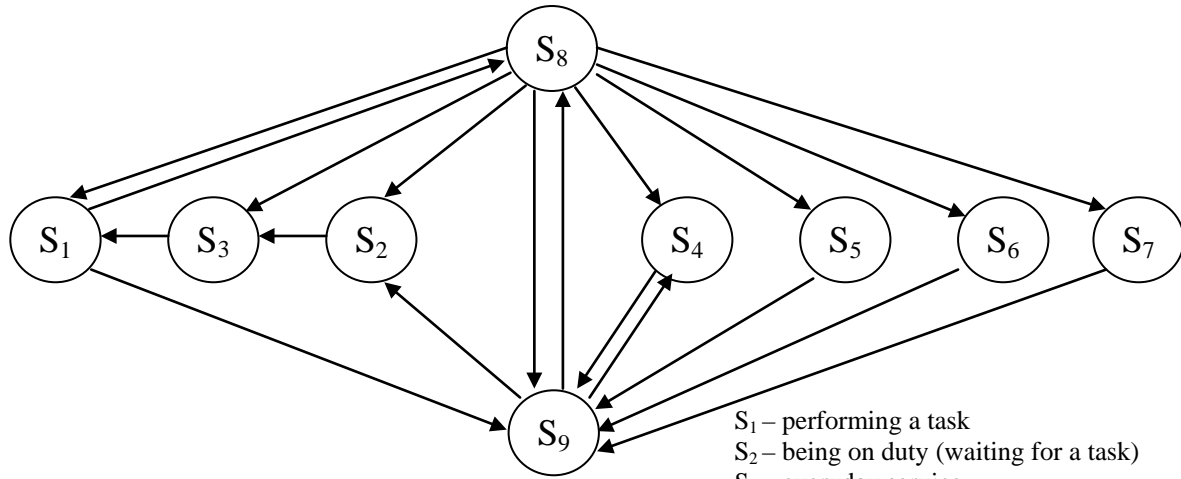 S8
S1
S3
S2
S4
S5
S6
S7
S9
S1 – performing a task
S2 – being on duty (waiting for a task)